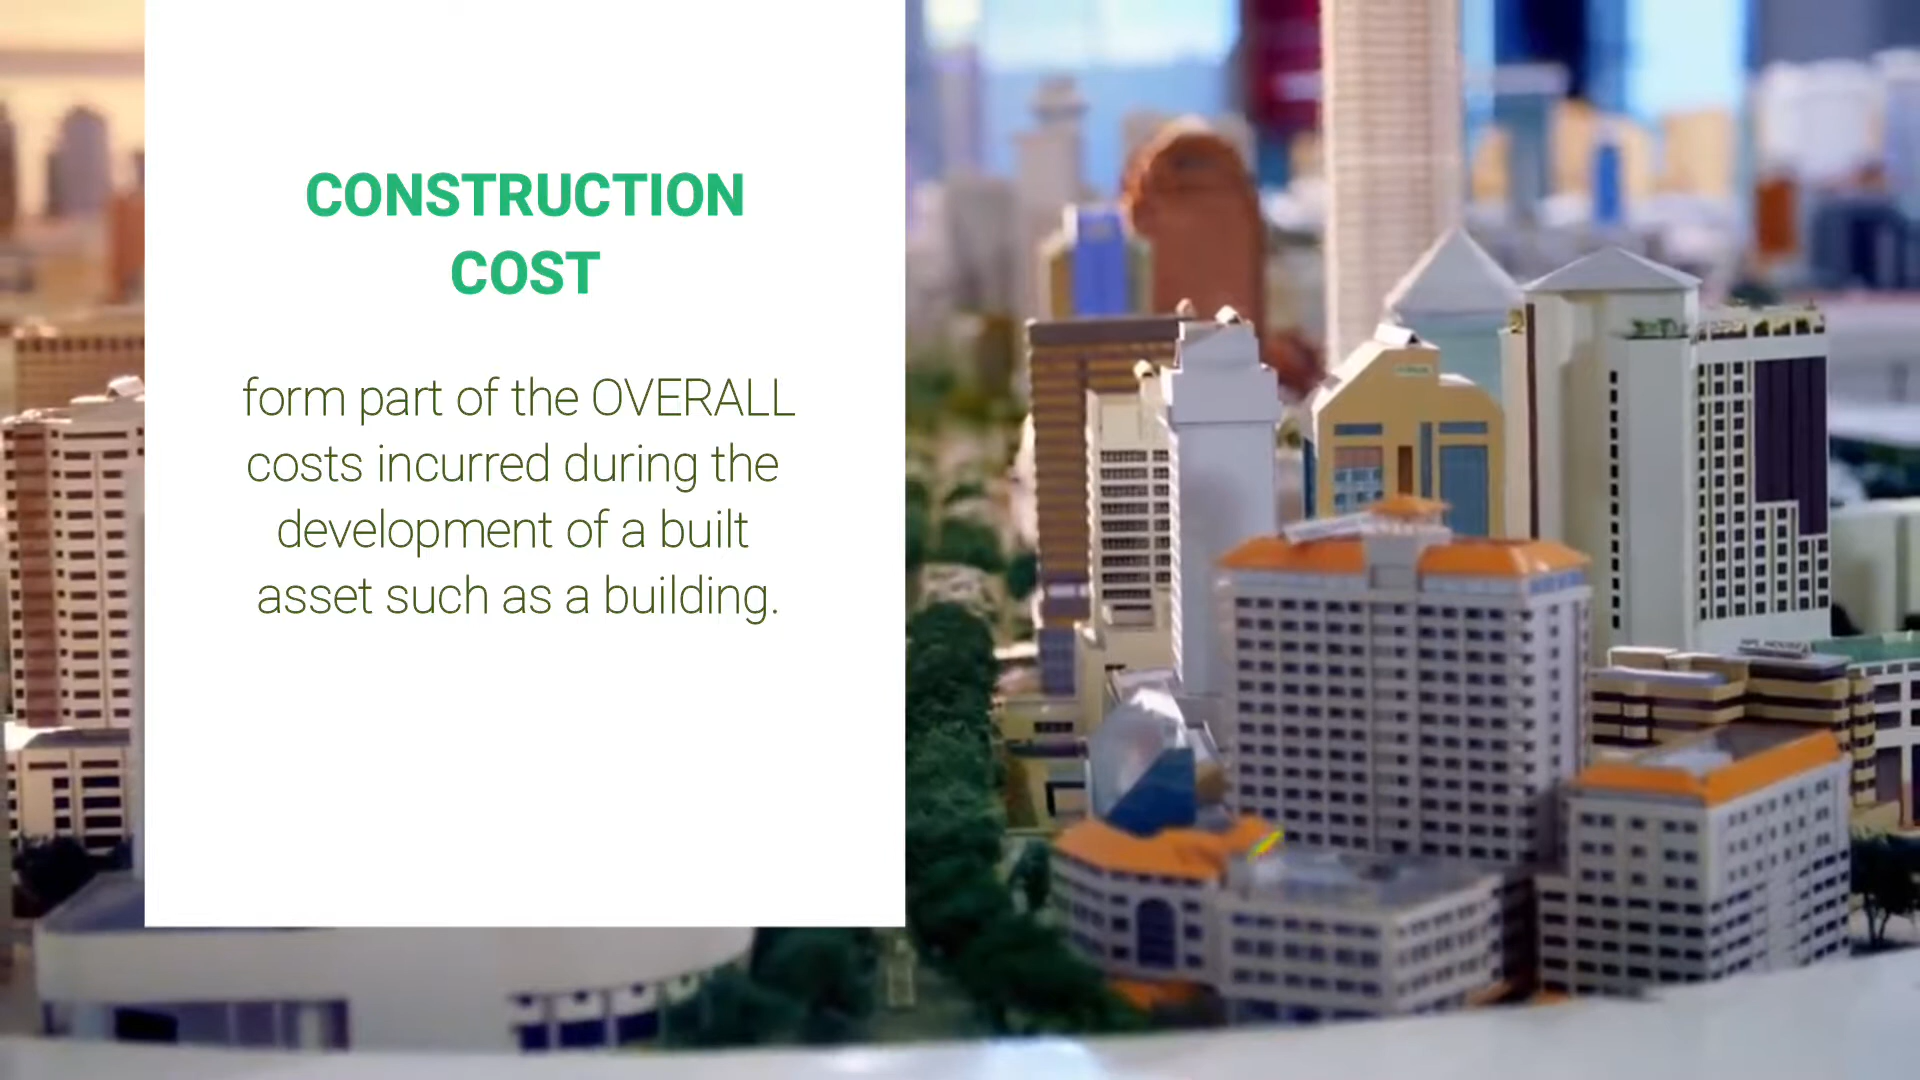 CONSTRUCTION
COST
form part of the OVERALL
costs incurred during the
development of a built
asset such as a building.